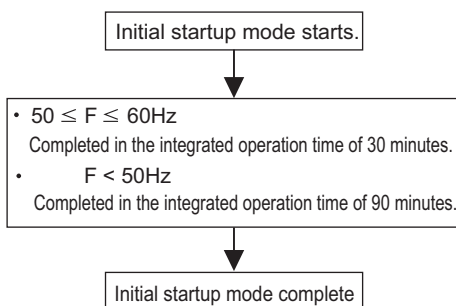 Initial startup mode starts.
· 50 ≤ F ≤ 60Hz
Completed in the integrated operation time of 30 minutes.
· F < 50Hz
Completed in the integrated operation time of 90 minutes.
Initial startup mode complete